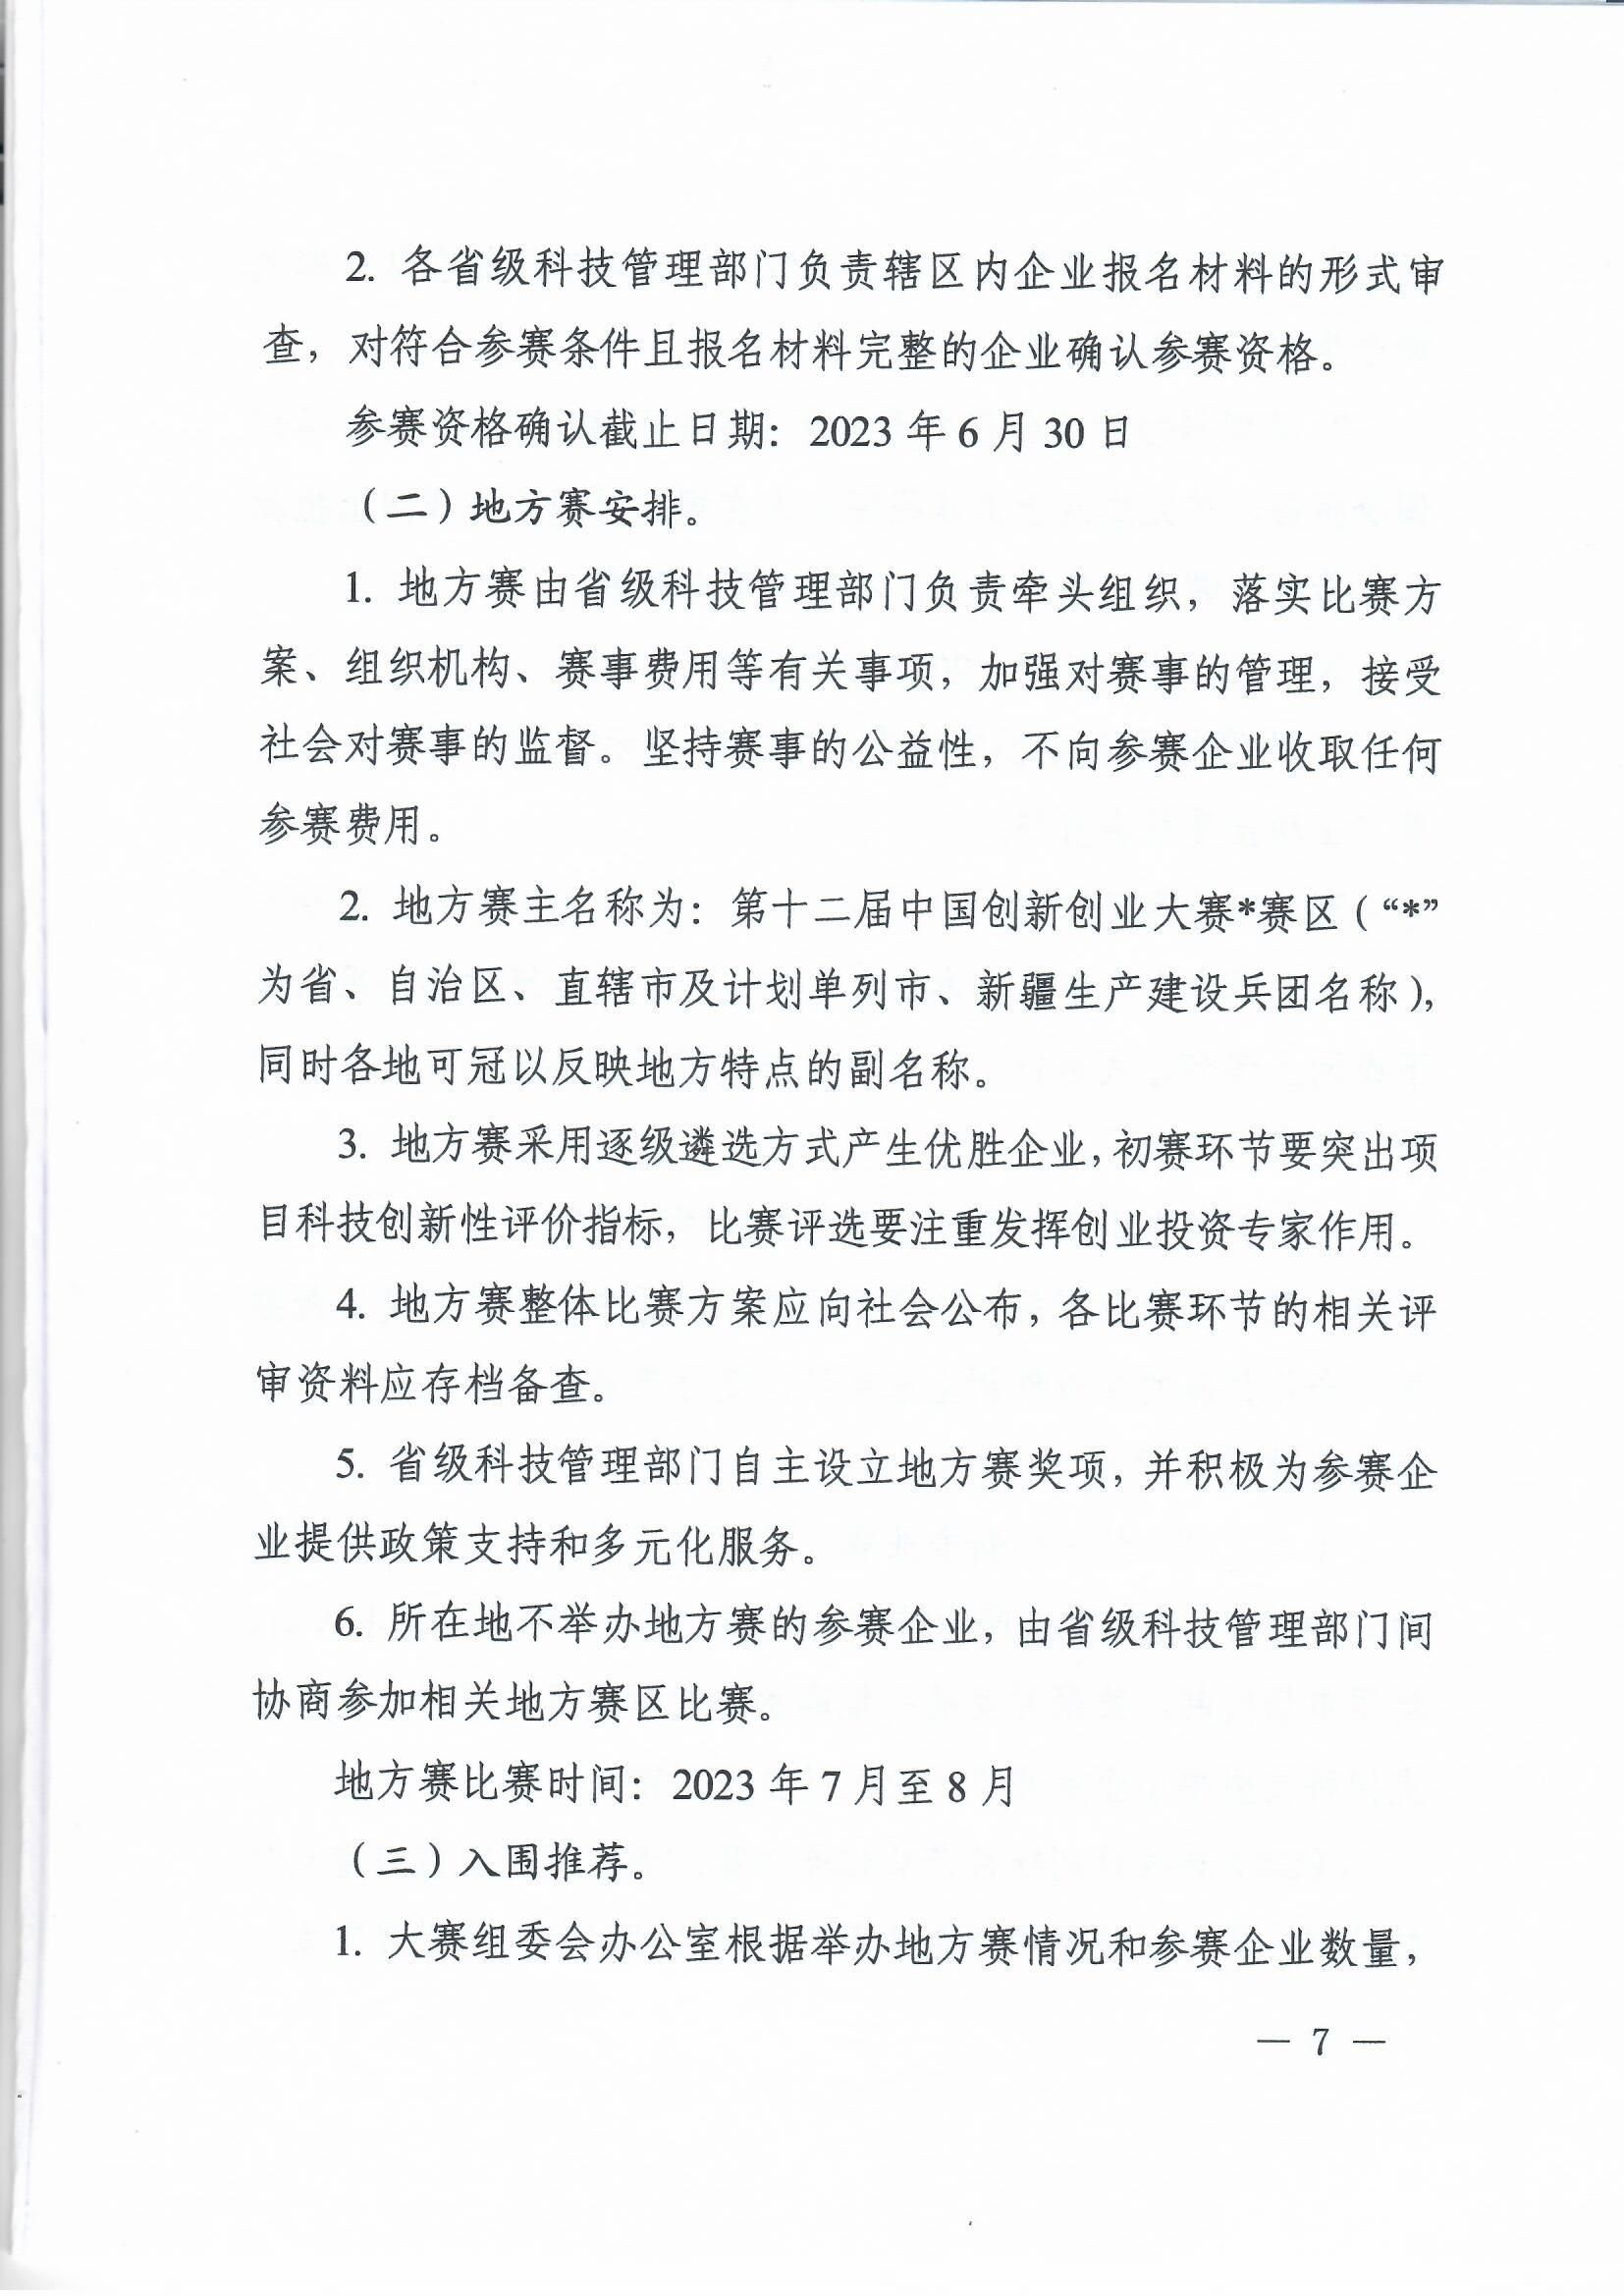 2. 各省级科技管理部门负责辖区内企业报名材料的形式审
查，对符合参赛条件且报名材料完整的企业确认参赛资格。
参赛资格确认截止日期：2023 年 6 月 30 日
（二）地方赛安排。
1. 地方赛由省级科技管理部门负责牵头组织，落实比赛方
案、组织机构、赛事费用等有关事项，加强对赛事的管理，接受
社会对赛事的监督。坚持赛事的公益性，不向参赛企业收取任何
参赛费用。
2. 地方赛主名称为：第十二届中国创新创业大赛*赛区（“*”
为省、自治区、直辖市及计划单列市、新疆生产建设兵团名称），
同时各地可冠以反映地方特点的副名称。
3. 地方赛采用逐级遴选方式产生优胜企业，初赛环节要突出项
目科技创新性评价指标，比赛评选要注重发挥创业投资专家作用。
4. 地方赛整体比赛方案应向社会公布，各比赛环节的相关评
审资料应存档备查。
5. 省级科技管理部门自主设立地方赛奖项，并积极为参赛企
业提供政策支持和多元化服务。
6. 所在地不举办地方赛的参赛企业，由省级科技管理部门间
协商参加相关地方赛区比赛。
地方赛比赛时间：2023 年 7 月至 8 月
（三）入围推荐。
1. 大赛组委会办公室根据举办地方赛情况和参赛企业数量，
— 7 —